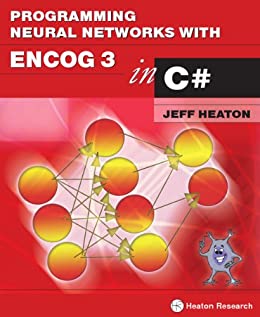 PROGRAMMING
NEURAL NETWORKS WITH
ENCOG 3
in C#
JEFF HEATON
Heaton Research